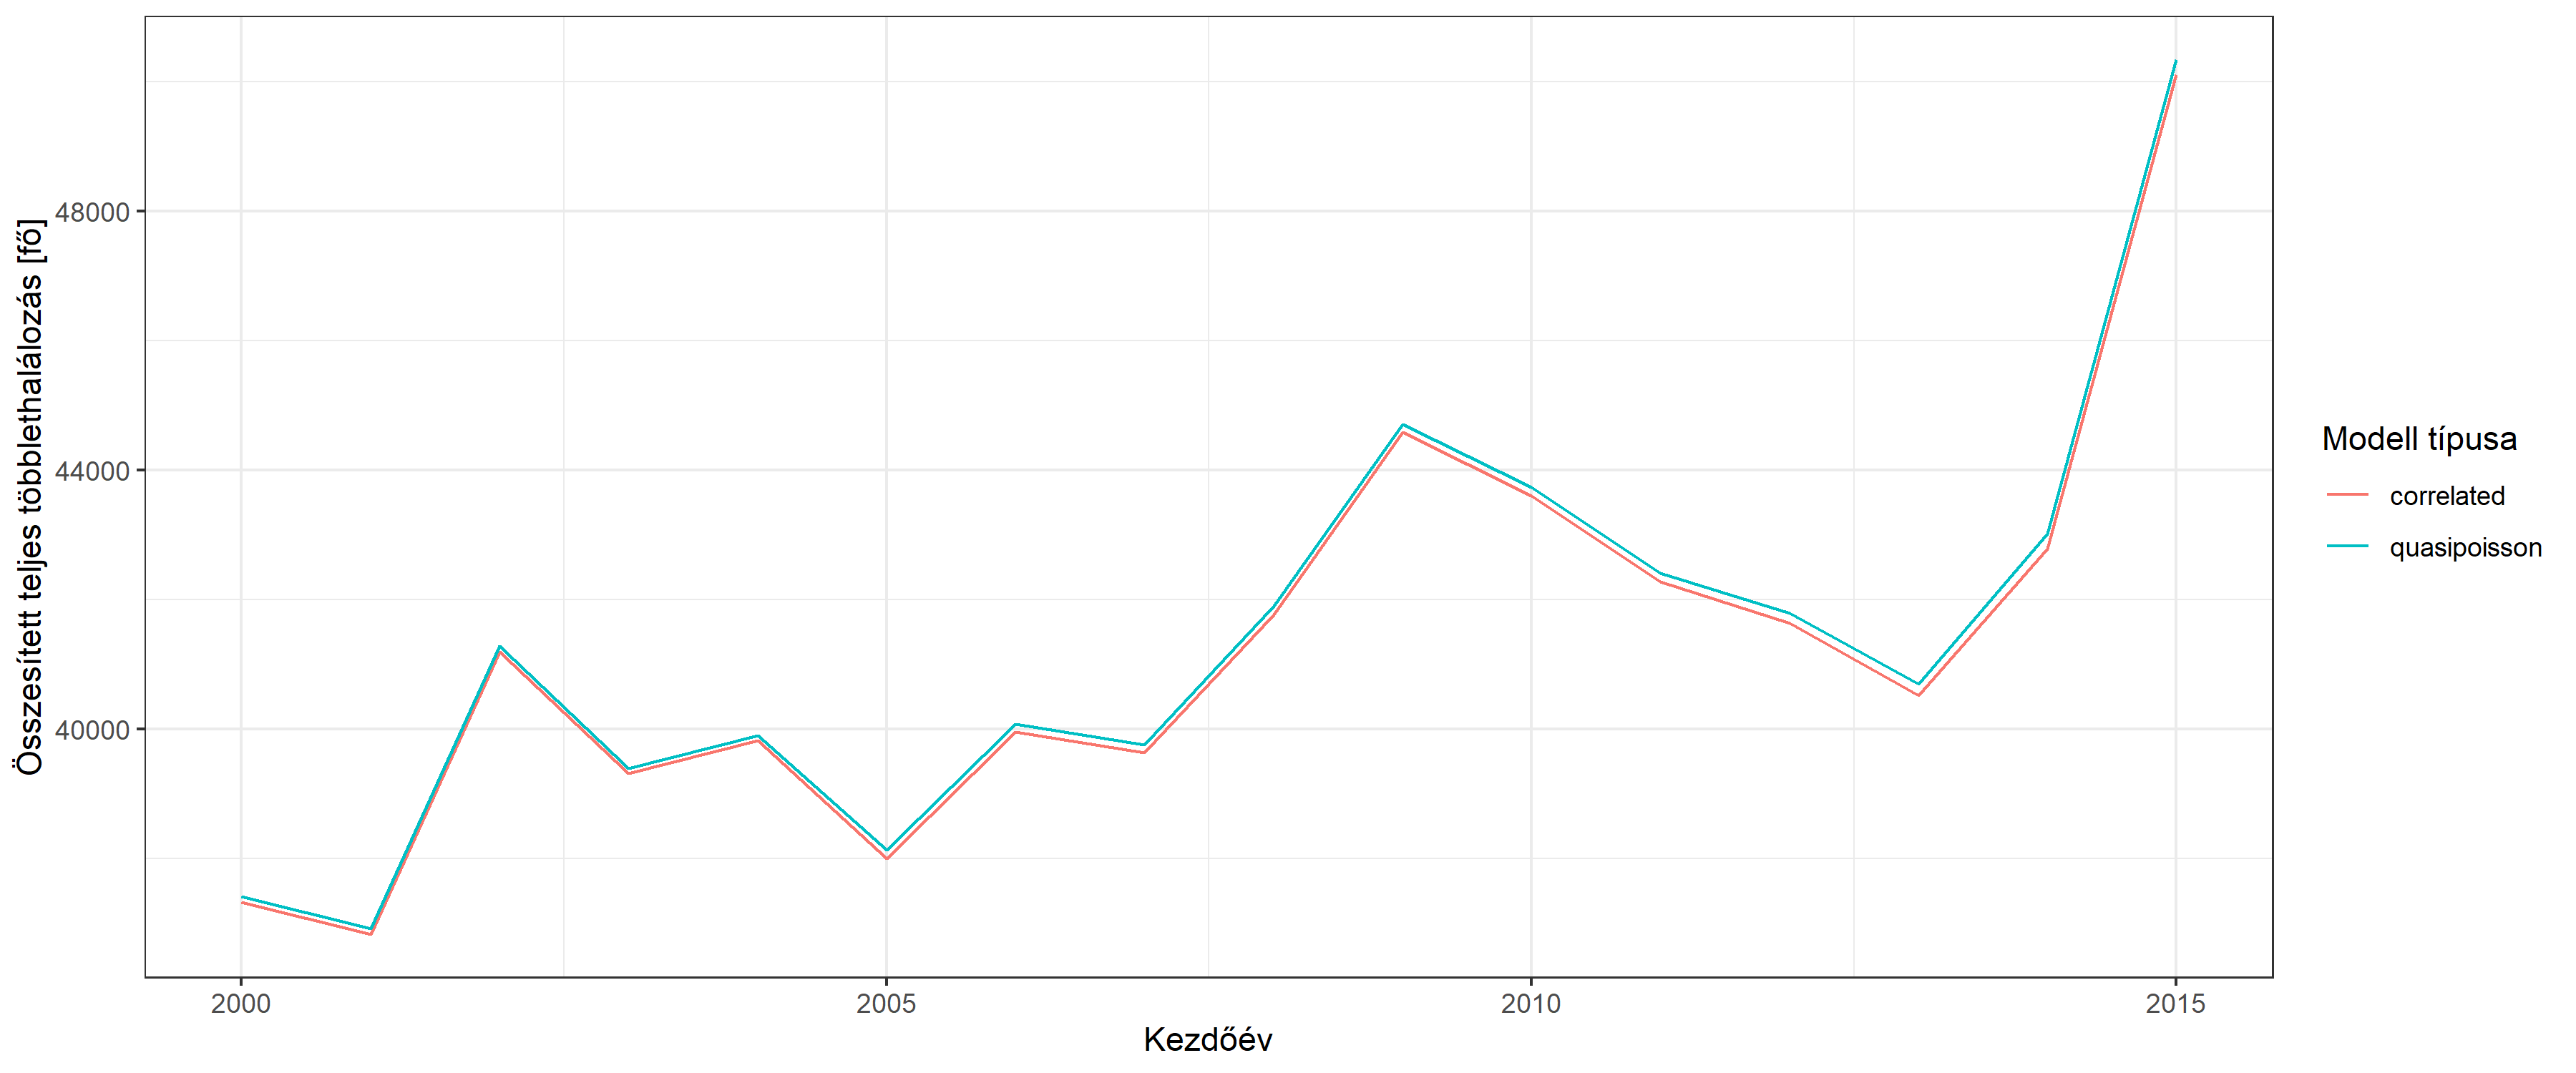 Összesített teljes többlethalálozás [fő]
48000
44000
40000
2000
2005
2010
2015
Kezdőév
Modell típusa
correlated
quasipoisson